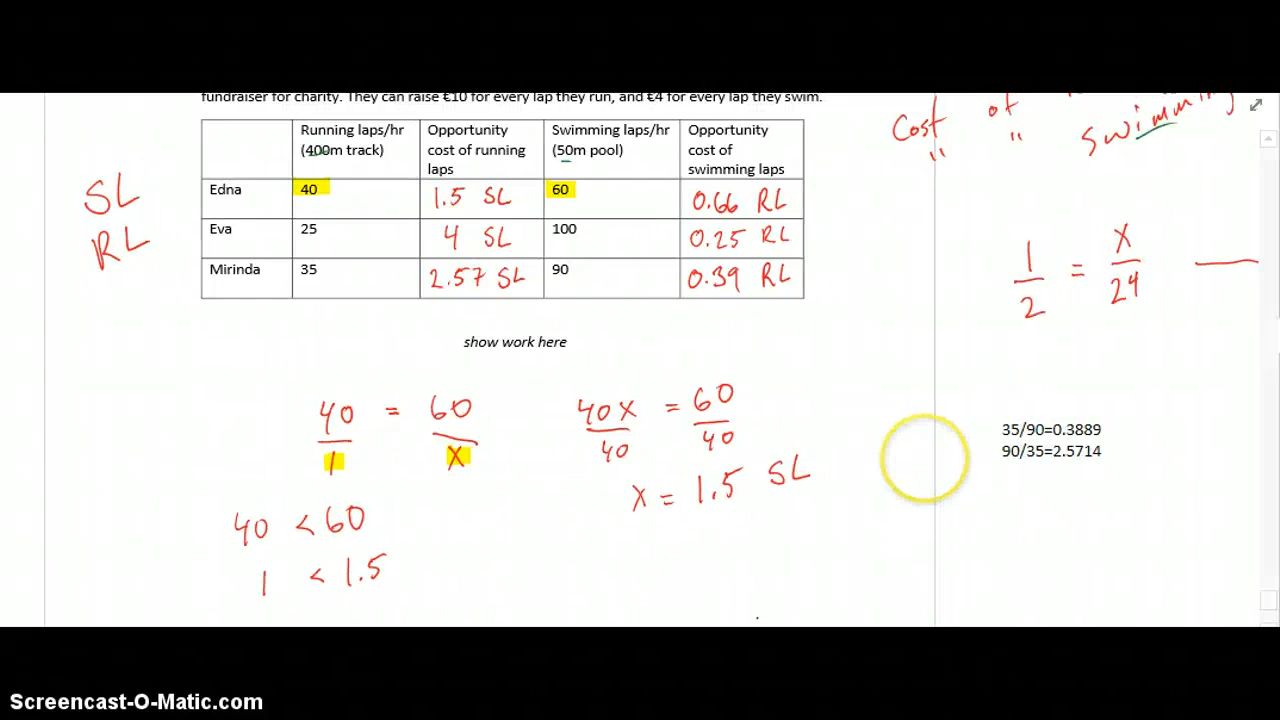 fundraiser for charity. They can raise €10 for every lap they run, and €4 for every lap they swim.
Cost of
" " swimming
Running laps/hr (400m track) | Opportunity cost of running laps | Swimming laps/hr (50m pool) | Opportunity cost of swimming laps
Edna | 40 | 1.5 SL | 60 | 0.66 RL
Eva | 25 | 4 SL | 100 | 0.25 RL
Mirinda | 35 | 2.57 SL | 90 | 0.39 RL
SL
RL
1/2 = x/24
show work here
40/1 = 60/x
40x/40 = 60/40
x = 1.5 SL
40 < 60
1 < 1.5
35/90=0.3889
90/35=2.5714
Screencast-O-Matic.com